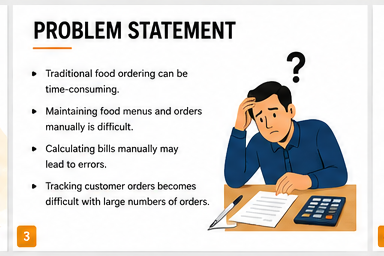 PROBLEM STATEMENT
Traditional food ordering can be
time-consuming.
Maintaining food menus and orders
manually is difficult.
Calculating bills manually may
lead to errors.
Tracking customer orders becomes
difficult with large numbers of orders.
?
3